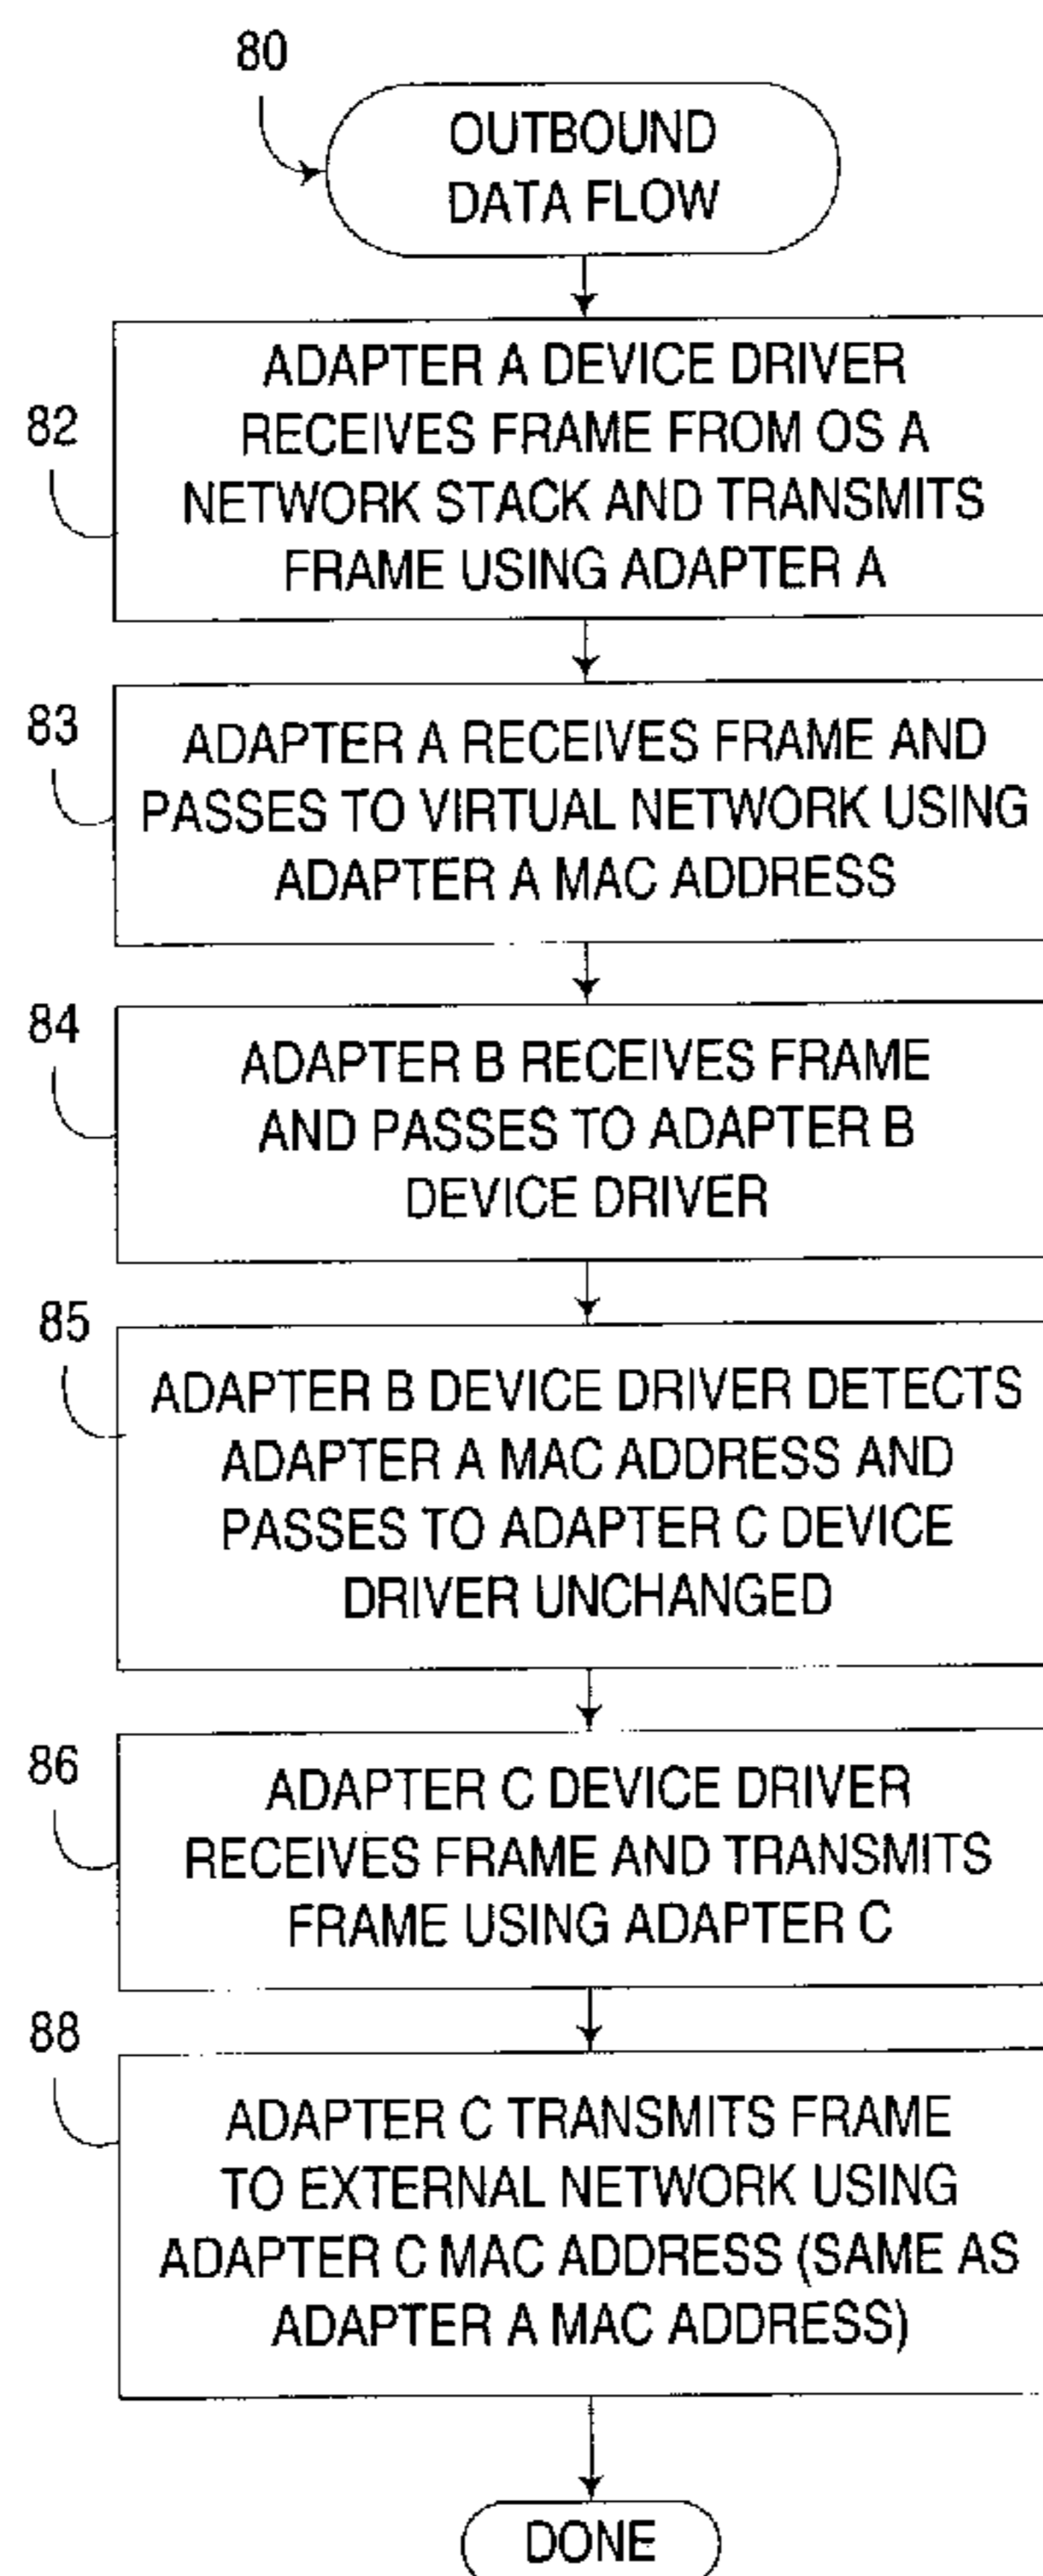 80
OUTBOUND
DATA FLOW
82
ADAPTER A DEVICE DRIVER
RECEIVES FRAME FROM OS A
NETWORK STACK AND TRANSMITS
FRAME USING ADAPTER A
83
ADAPTER A RECEIVES FRAME AND
PASSES TO VIRTUAL NETWORK USING
ADAPTER A MAC ADDRESS
84
ADAPTER B RECEIVES FRAME
AND PASSES TO ADAPTER B
DEVICE DRIVER
85
ADAPTER B DEVICE DRIVER DETECTS
ADAPTER A MAC ADDRESS AND
PASSES TO ADAPTER C DEVICE
DRIVER UNCHANGED
86
ADAPTER C DEVICE DRIVER
RECEIVES FRAME AND TRANSMITS
FRAME USING ADAPTER C
88
ADAPTER C TRANSMITS FRAME
TO EXTERNAL NETWORK USING
ADAPTER C MAC ADDRESS (SAME AS
ADAPTER A MAC ADDRESS)
DONE